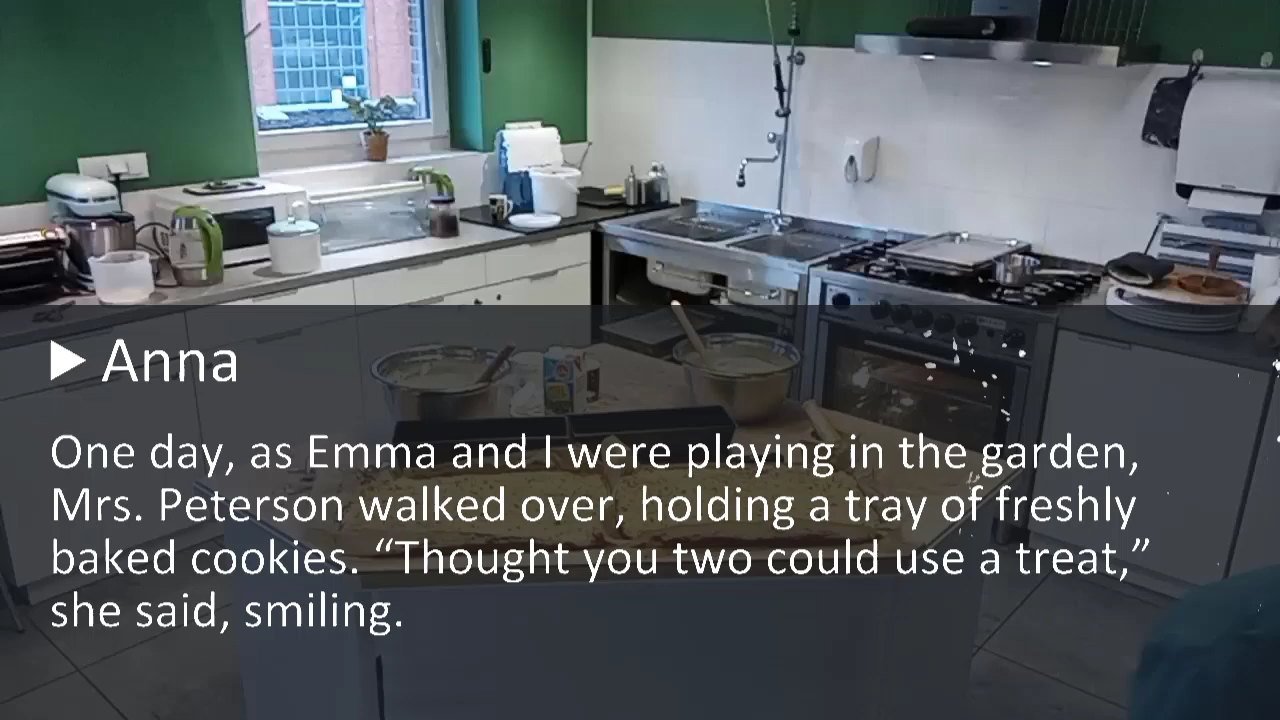 Anna
One day, as Emma and I were playing in the garden,
Mrs. Peterson walked over, holding a tray of freshly
baked cookies. “Thought you two could use a treat,”
she said, smiling.